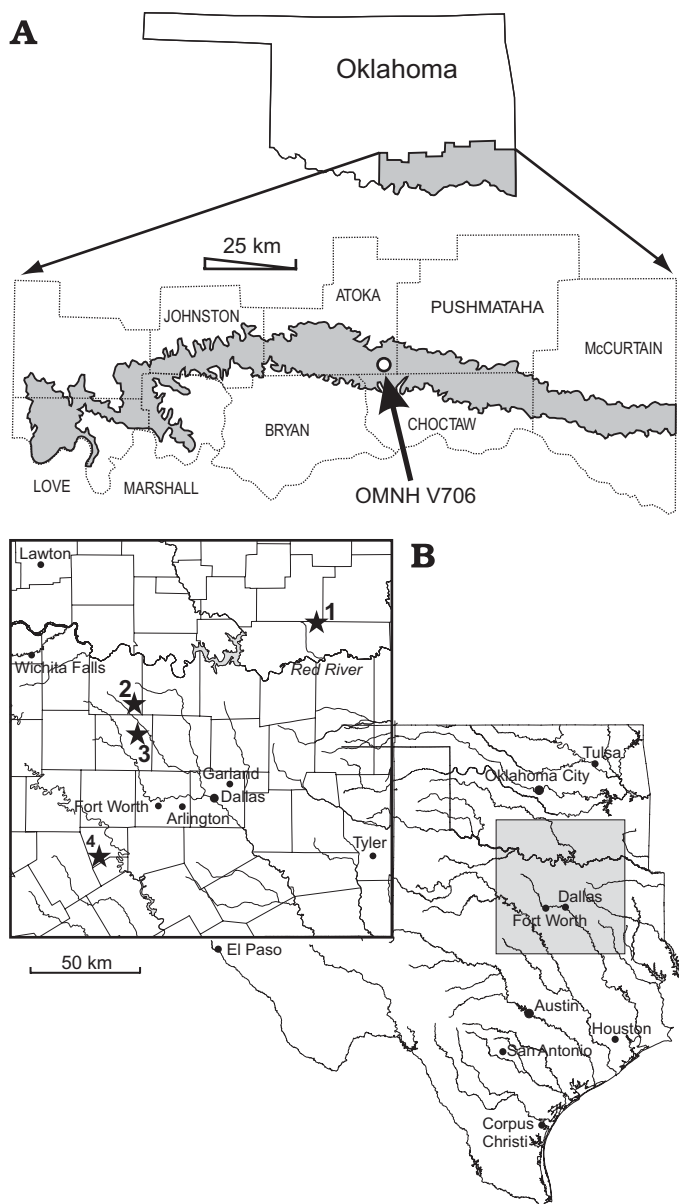 A
Oklahoma
25 km
ATOKA
JOHNSTON
PUSHMATAHA
McCURTAIN
BRYAN
CHOCTAW
LOVE
MARSHALL
OMNH V706
B
Lawton
1
Red River
Wichita Falls
2
3
Garland
Dallas
Fort Worth
Arlington
4
Tyler
50 km
Tulsa
Oklahoma City
Dallas
Fort Worth
El Paso
Austin
Houston
San Antonio
Corpus
Christi